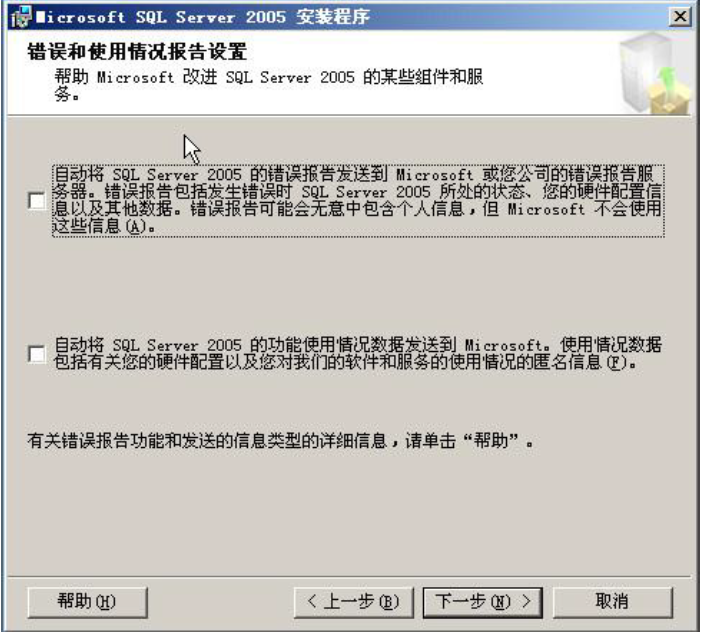 Microsoft SQL Server 2005 安装程序
错误和使用情况报告设置
帮助 Microsoft 改进 SQL Server 2005 的某些组件和服
务。
自动将 SQL Server 2005 的错误报告发送到 Microsoft 或您公司的错误报告服
务器。错误报告包括发生错误时 SQL Server 2005 所处的状态、您的硬件配置信
息以及其他数据。错误报告可能会无意中包含个人信息，但 Microsoft 不会使用
这些信息(A)。
自动将 SQL Server 2005 的功能使用情况数据发送到 Microsoft。使用情况数据
包括有关您的硬件配置以及您对我们的软件和服务的使用情况的匿名信息(F)。
有关错误报告功能和发送的信息类型的详细信息，请单击“帮助”。
帮助(H)
< 上一步(B)
下一步(N) >
取消